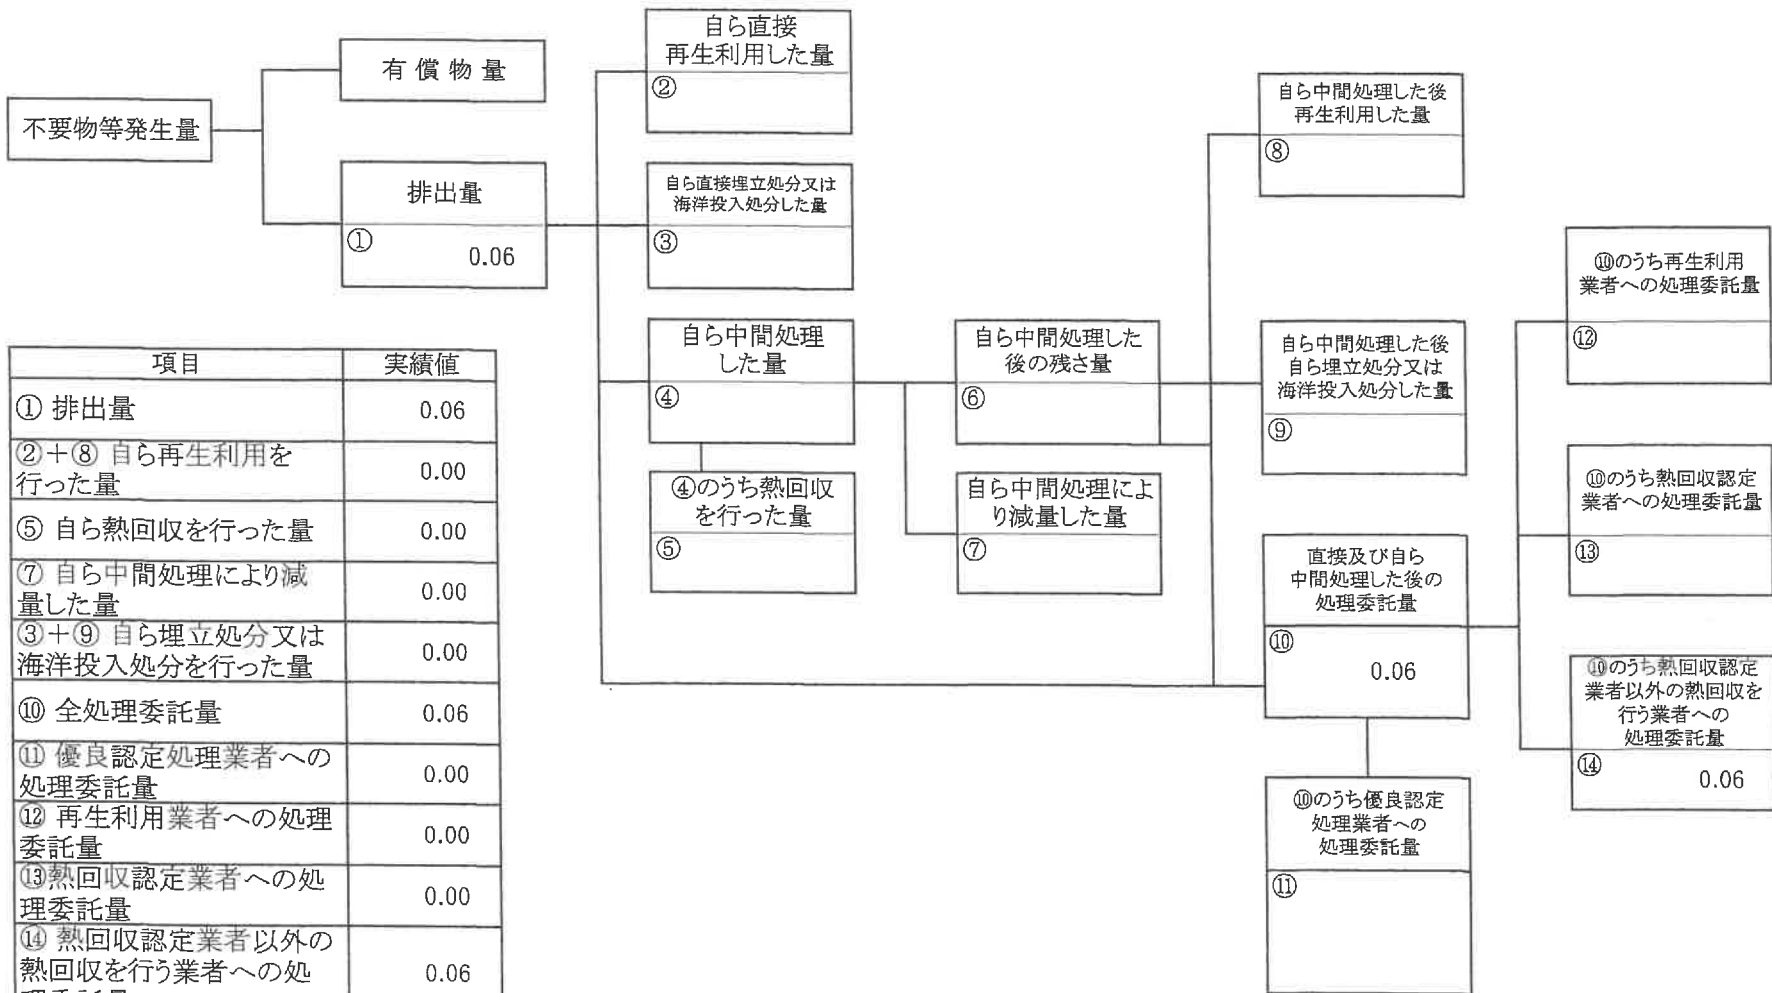 不要物等発生量
有償物量
排出量
①
0.06
自ら直接
再生利用した量
②
自ら直接埋立処分又は
海洋投入処分した量
③
自ら中間処理
した量
④
④のうち熱回収
を行った量
⑤
自ら中間処理した
後の残さ量
⑥
自ら中間処理によ
り減量した量
⑦
自ら中間処理した後
再生利用した量
⑧
自ら中間処理した後
自ら埋立処分又は
海洋投入処分した量
⑨
直接及び自ら
中間処理した後の
処理委託量
⑩
0.06
⑩のうち優良認定
処理業者への
処理委託量
⑪
⑩のうち再生利用
業者への処理委託量
⑫
⑩のうち熱回収認定
業者への処理委託量
⑬
⑩のうち熱回収認定
業者以外の熱回収を
行う業者への
処理委託量
⑭
0.06
項目 実績値
① 排出量 0.06
②+⑧ 自ら再生利用を
行った量 0.00
⑤ 自ら熱回収を行った量 0.00
⑦ 自ら中間処理により減
量した量 0.00
③+⑨ 自ら埋立処分又は
海洋投入処分を行った量 0.00
⑩ 全処理委託量 0.06
⑪ 優良認定処理業者への
処理委託量 0.00
⑫ 再生利用業者への処理
委託量 0.00
⑬熱回収認定業者への処
理委託量 0.00
⑭ 熱回収認定業者以外の
熱回収を行う業者への処 0.06